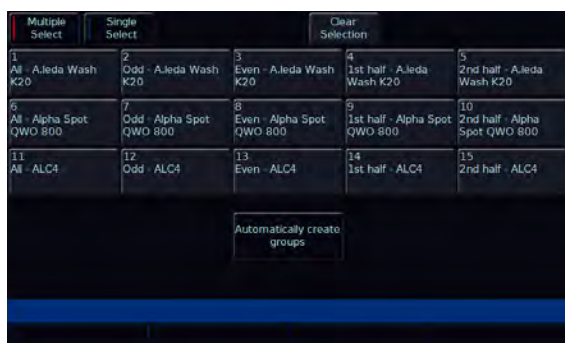 Multiple
Select
Single
Select
Clear
Selection
1
All - A.leda Wash
K20
2
Odd - A.leda Wash
K20
3
Even - A.leda Wash
K20
4
1st half - A.leda
Wash K20
5
2nd half - A.leda
Wash K20
6
All - Alpha Spot
QWO 800
7
Odd - Alpha Spot
QWO 800
8
Even - Alpha Spot
QWO 800
9
1st half - Alpha Spot
QWO 800
10
2nd half - Alpha
Spot QWO 800
11
All - ALC4
12
Odd - ALC4
13
Even - ALC4
14
1st half - ALC4
15
2nd half - ALC4
Automatically create
groups